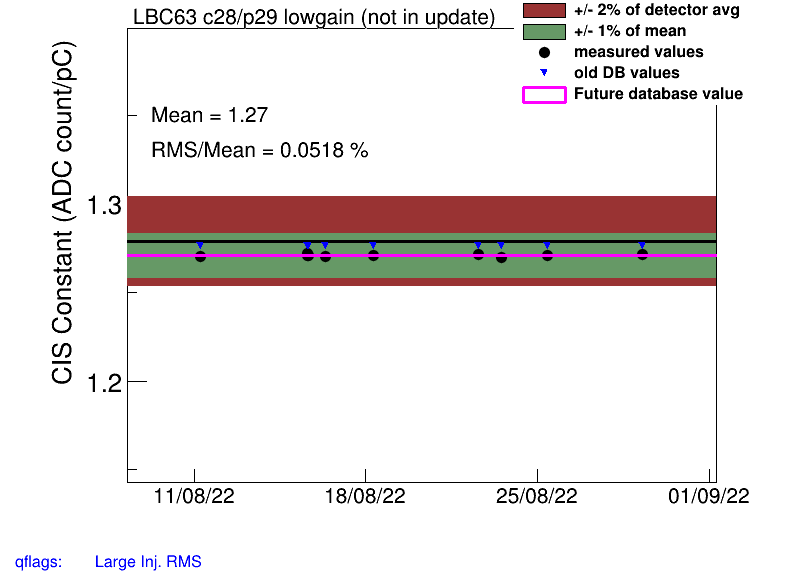 LBC63 c28/p29 lowgain (not in update)
+/- 2% of detector avg
+/- 1% of mean
measured values
old DB values
Future database value
Mean = 1.27
RMS/Mean = 0.0518 %
CIS Constant (ADC count/pC)
1.3
1.2
11/08/22 18/08/22 25/08/22 01/09/22
qflags: Large Inj. RMS